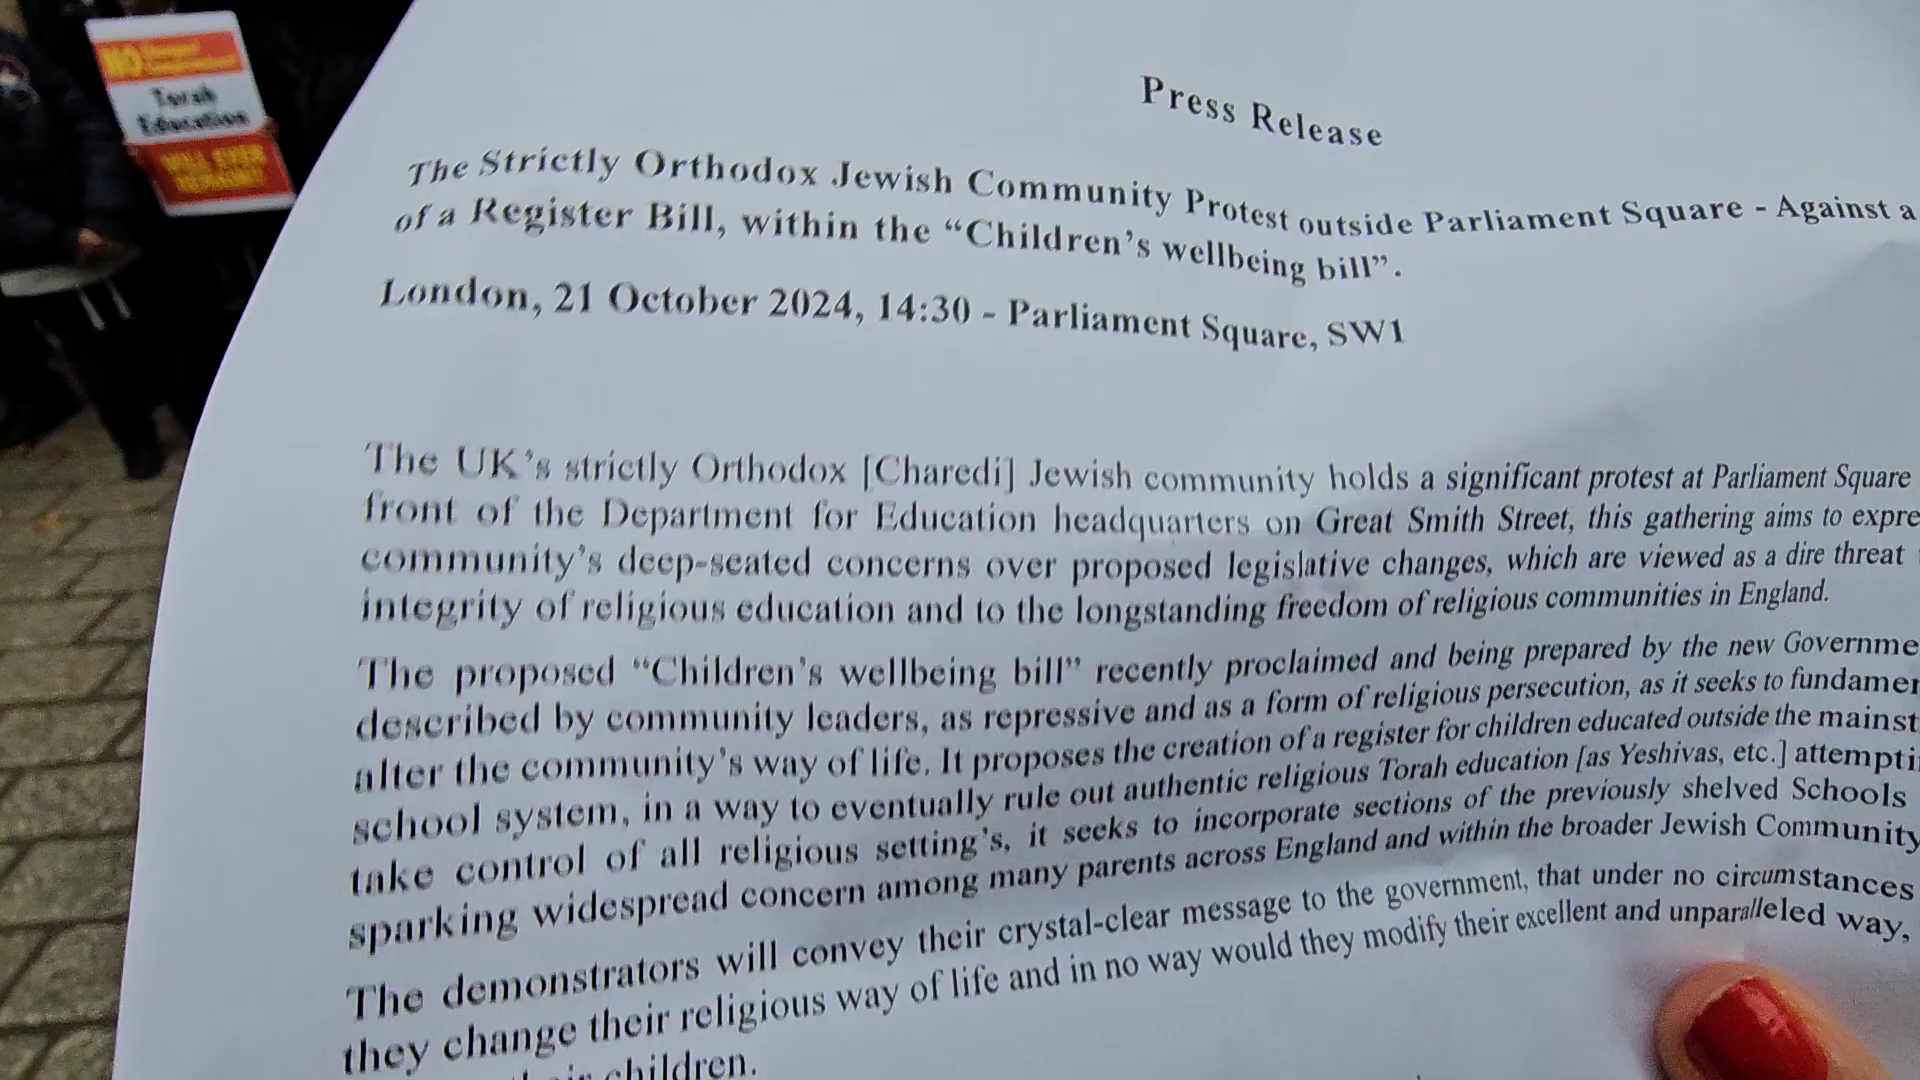 NO
Torah
Education
Press Release
The Strictly Orthodox Jewish Community Protest outside Parliament Square - Against a
of a Register Bill, within the “Children’s wellbeing bill”.
London, 21 October 2024, 14:30 - Parliament Square, SW1
The UK’s strictly Orthodox [Charedi] Jewish community holds a significant protest at Parliament Square
front of the Department for Education headquarters on Great Smith Street, this gathering aims to expre
community’s deep-seated concerns over proposed legislative changes, which are viewed as a dire threat
integrity of religious education and to the longstanding freedom of religious communities in England.
The proposed “Children’s wellbeing bill” recently proclaimed and being prepared by the new Governme
described by community leaders, as repressive and as a form of religious persecution, as it seeks to fundamen
alter the community’s way of life. It proposes the creation of a register for children educated outside the mainst
school system, in a way to eventually rule out authentic religious Torah education [as Yeshivas, etc.] attempti
take control of all religious setting’s, it seeks to incorporate sections of the previously shelved Schools
sparking widespread concern among many parents across England and within the broader Jewish Community
The demonstrators will convey their crystal-clear message to the government, that under no circumstances
they change their religious way of life and in no way would they modify their excellent and unparalleled way,
children.